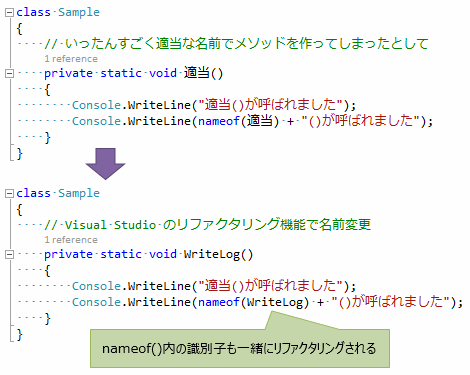 class Sample
{
// いったんすごく適当な名前でメソッドを作ってしまったとして
1 reference
private static void 適当()
{
Console.WriteLine("適当()が呼ばれました");
Console.WriteLine(nameof(適当) + "()が呼ばれました");
}
}
class Sample
{
// Visual Studio のリファクタリング機能で名前変更
1 reference
private static void WriteLog()
{
Console.WriteLine("適当()が呼ばれました");
Console.WriteLine(nameof(WriteLog) + "()が呼ばれました");
}
}
nameof()内の識別子も一緒にリファクタリングされる